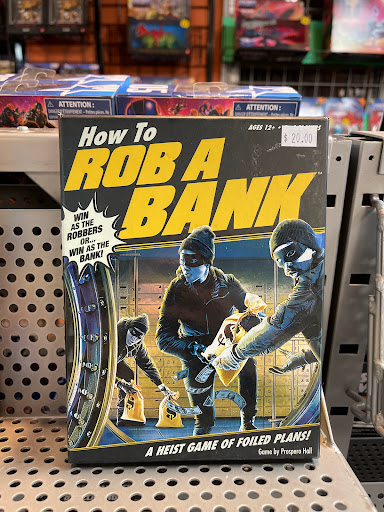 ATTENTION:
ATTENTION:
How To
AGES 12+
$ 20.00
ROB A
BANK
WIN
AS THE
ROBBERS
OR...
WIN AS THE
BANK!
A HEIST GAME OF FOILED PLANS!
Game by Prospero Hall